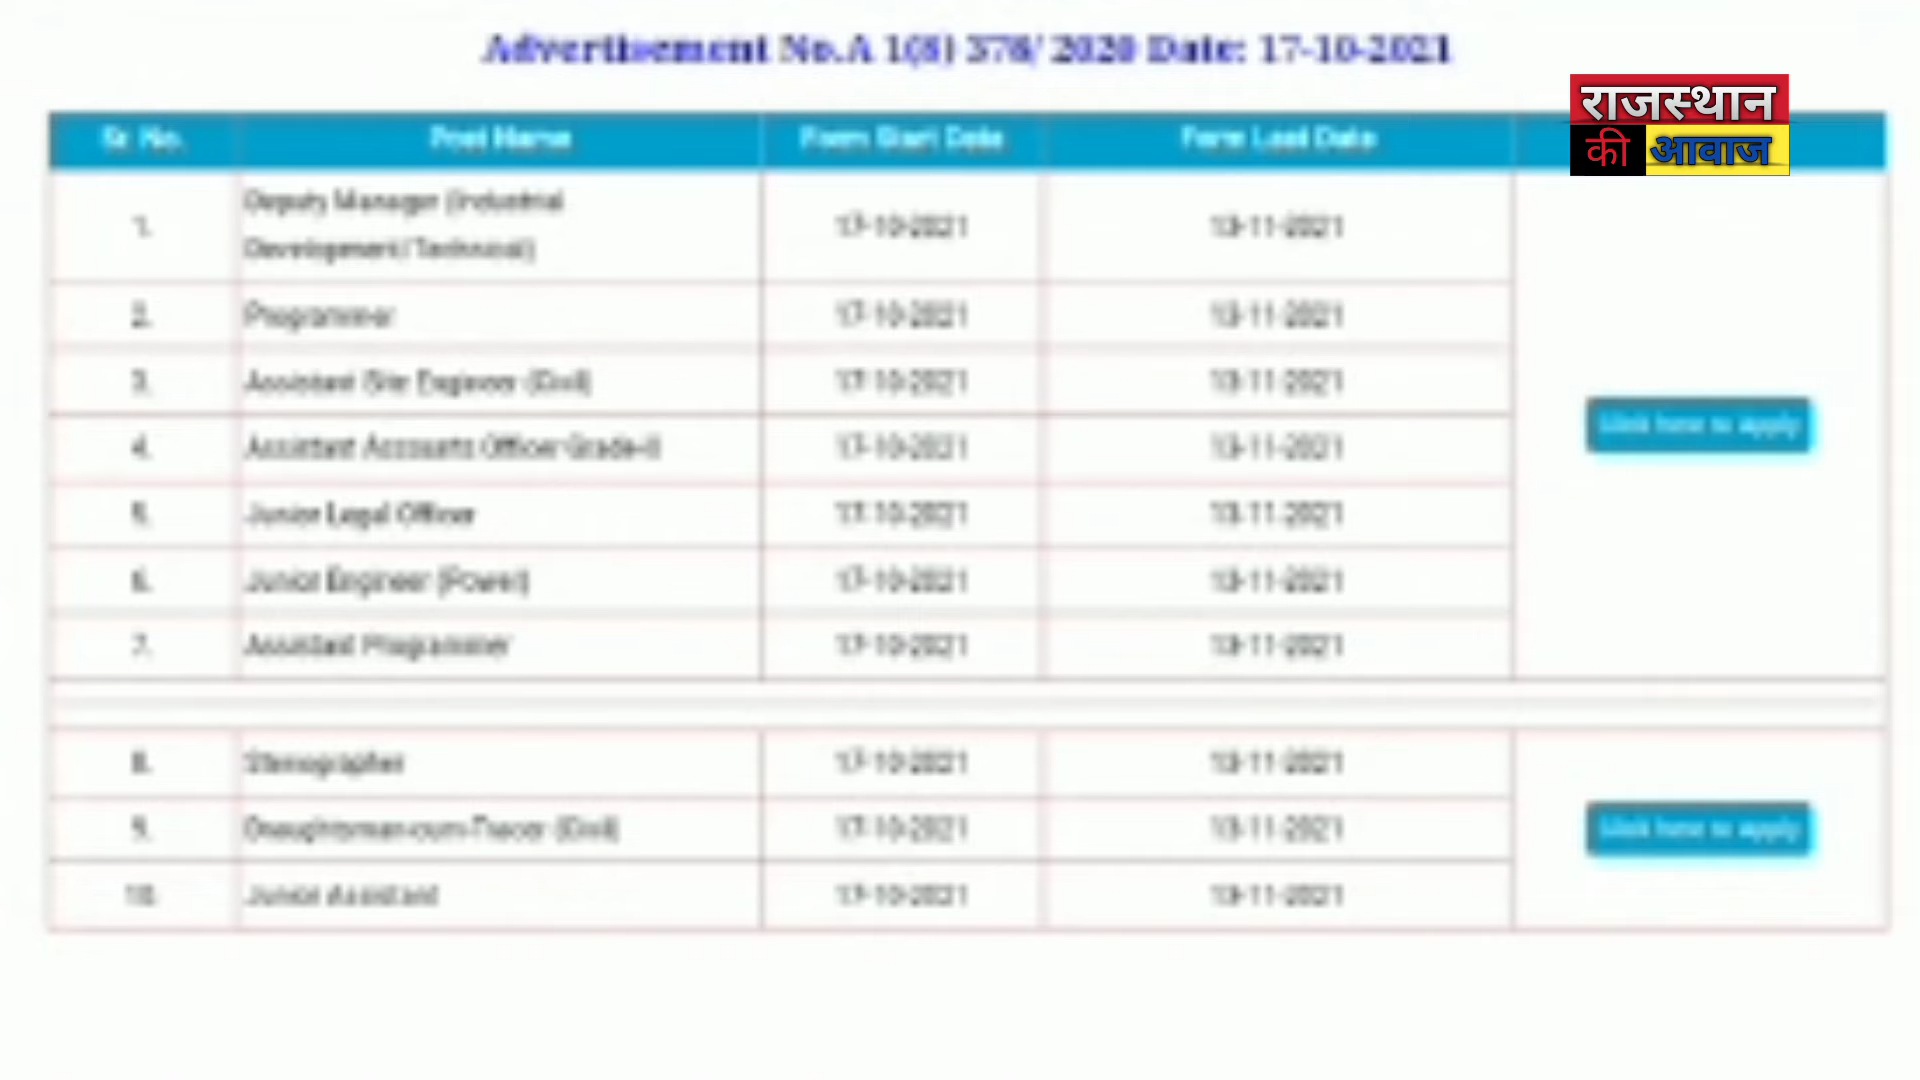 Advertisement No.A 1(8) 378/ 2020 Date: 17-10-2021
राजस्थान
की आवाज
Sr. No. Post Name Form Start Date Form Last Date
1. Deputy Manager (Industrial Development/Technical) 17-10-2021 13-11-2021
2. Programmer 17-10-2021 13-11-2021
3. Assistant Site Engineer (Civil) 17-10-2021 13-11-2021
4. Assistant Accounts Officer Grade-II 17-10-2021 13-11-2021
Click here to apply
5. Junior Legal Officer 17-10-2021 13-11-2021
6. Junior Engineer (Power) 17-10-2021 13-11-2021
7. Assistant Programmer 17-10-2021 13-11-2021
8. Stenographer 17-10-2021 13-11-2021
9. Draughtsman-cum-Tracer (Civil) 17-10-2021 13-11-2021
Click here to apply
10. Junior Assistant 17-10-2021 13-11-2021